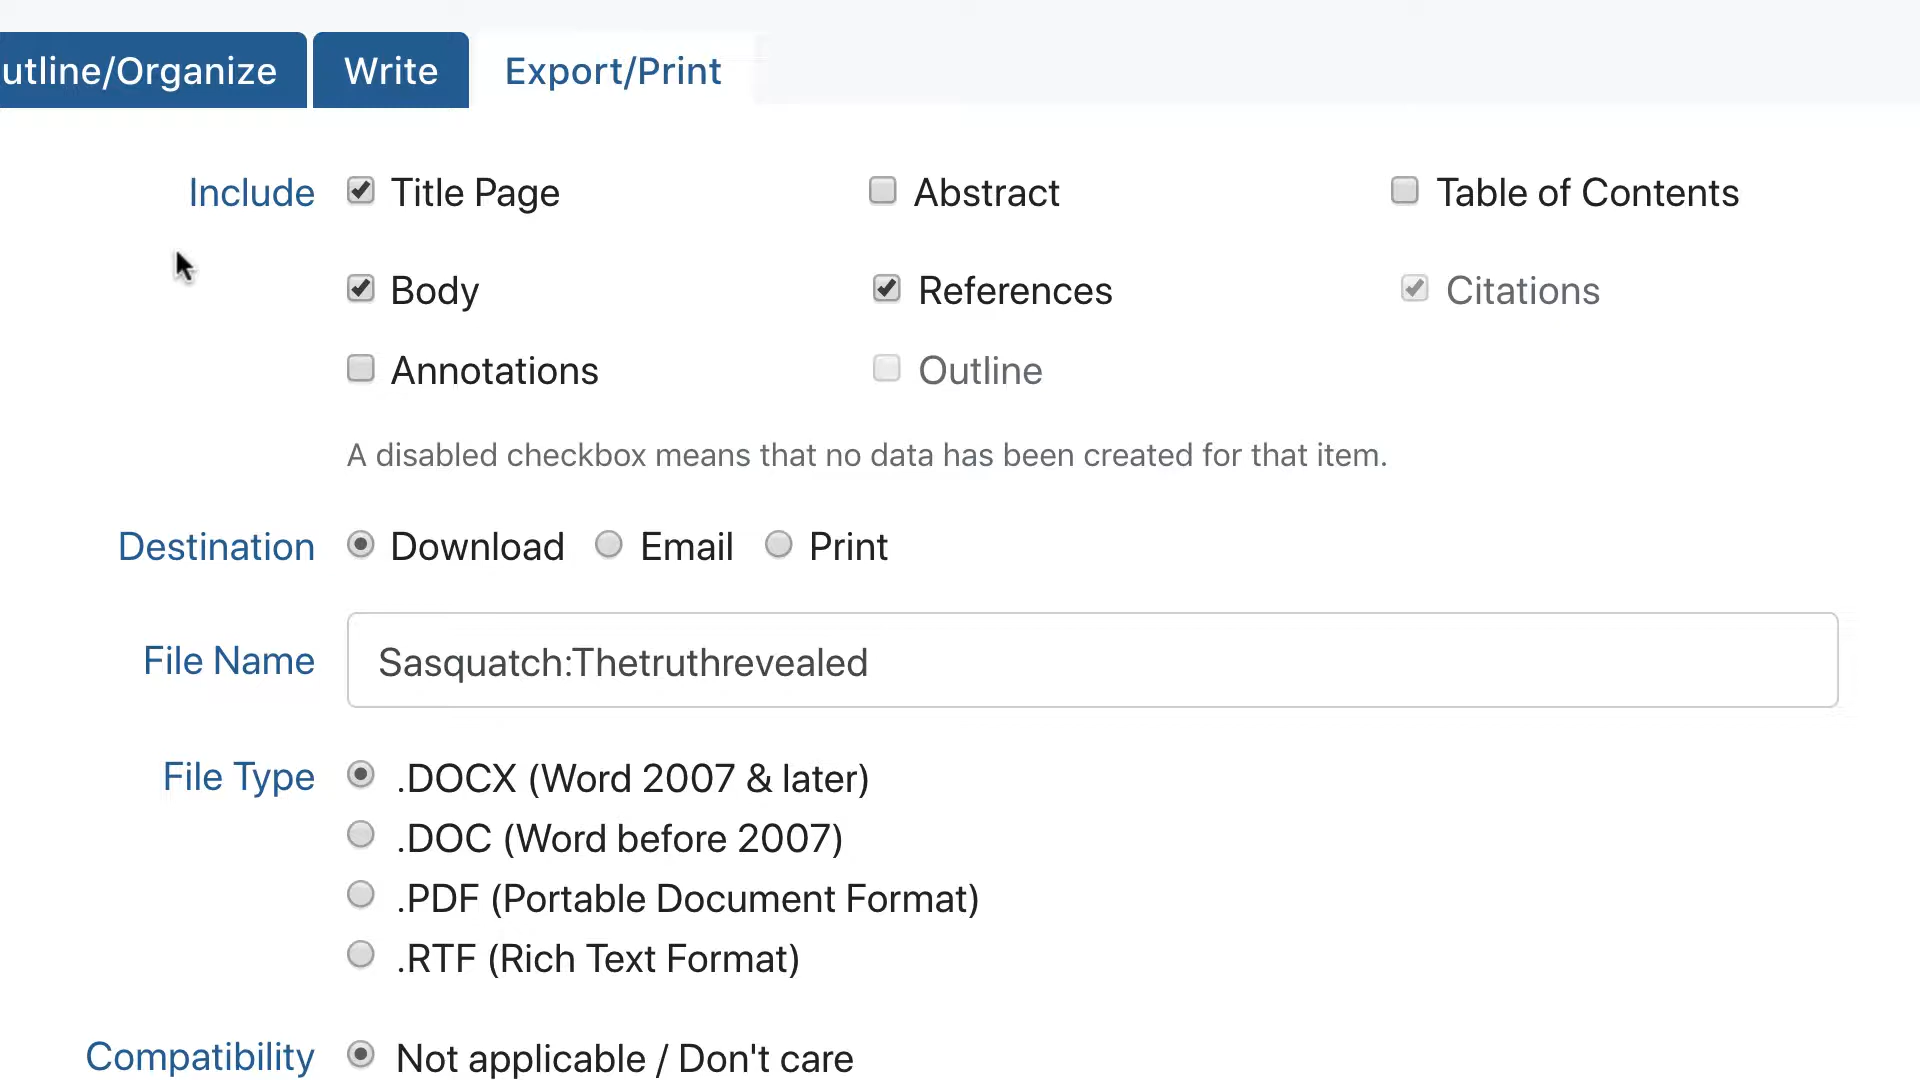 utline/Organize Write Export/Print
Include Title Page Abstract Table of Contents
Body References Citations
Annotations Outline
A disabled checkbox means that no data has been created for that item.
Destination Download Email Print
File Name Sasquatch:Thetruthrevealed
File Type .DOCX (Word 2007 & later)
.DOC (Word before 2007)
.PDF (Portable Document Format)
.RTF (Rich Text Format)
Compatibility Not applicable / Don't care